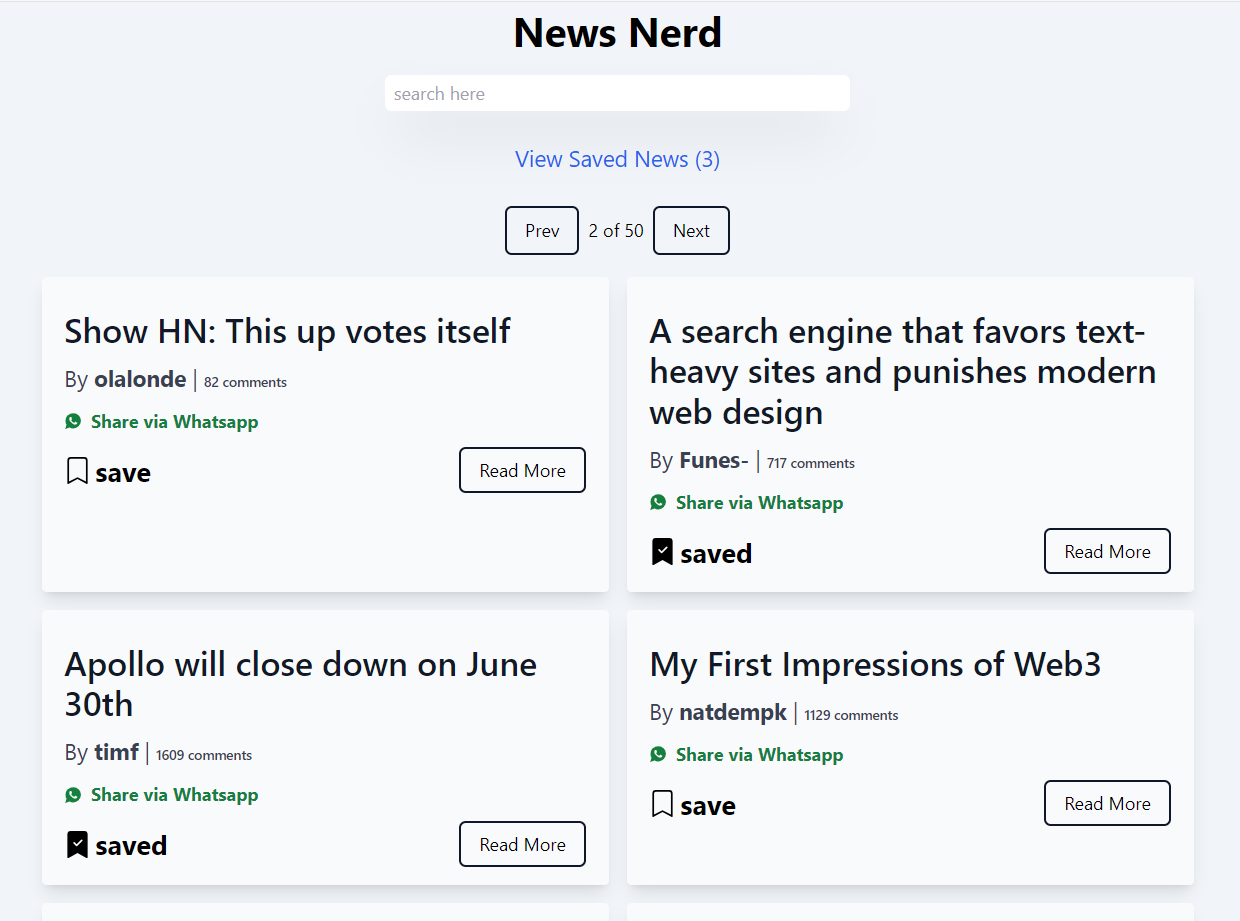 News Nerd
search here
View Saved News (3)
Prev 2 of 50 Next
Show HN: This up votes itself
By olalonde | 82 comments
Share via Whatsapp
save Read More
A search engine that favors text-
heavy sites and punishes modern
web design
By Funes- | 717 comments
Share via Whatsapp
saved Read More
Apollo will close down on June
30th
By timf | 1609 comments
Share via Whatsapp
saved Read More
My First Impressions of Web3
By natdempk | 1129 comments
Share via Whatsapp
save Read More